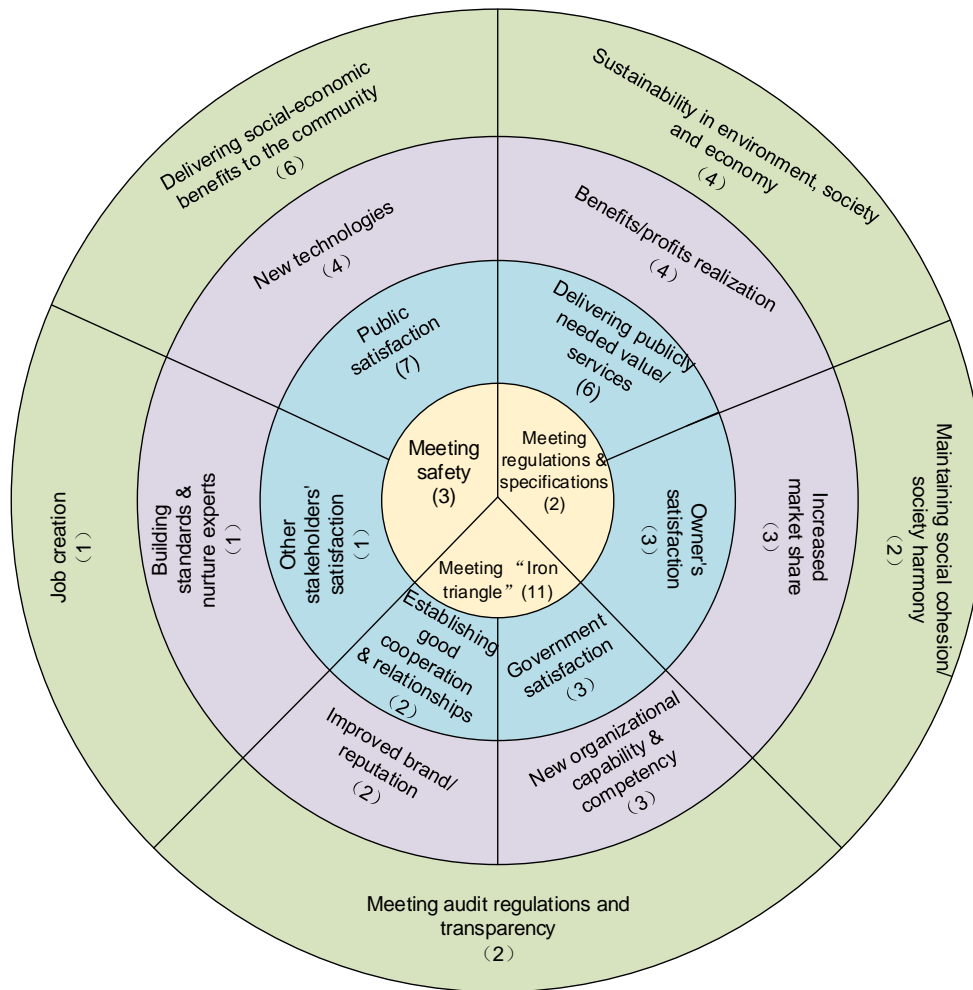 Delivering social-economic
benefits to the community
(6)
Sustainability in environment, society
and economy
(4)
New technologies
(4)
Benefits/profits realization
(4)
Public
satisfaction
(7)
Delivering publicly
needed value/
services
(6)
Meeting
safety
(3)
Meeting
regulations &
specifications
(2)
Meeting “Iron
triangle” (11)
Job creation
(1)
Building
standards &
nurture experts
(1)
Other
stakeholders'
satisfaction
(1)
Owner's
satisfaction
(3)
Increased
market share
(3)
Maintaining social cohesion/
society harmony
(2)
Establishing
good
cooperation
& relationships
(2)
Government
satisfaction
(3)
Improved brand/
reputation
(2)
New organizational
capability &
competency
(3)
Meeting audit regulations and
transparency
(2)